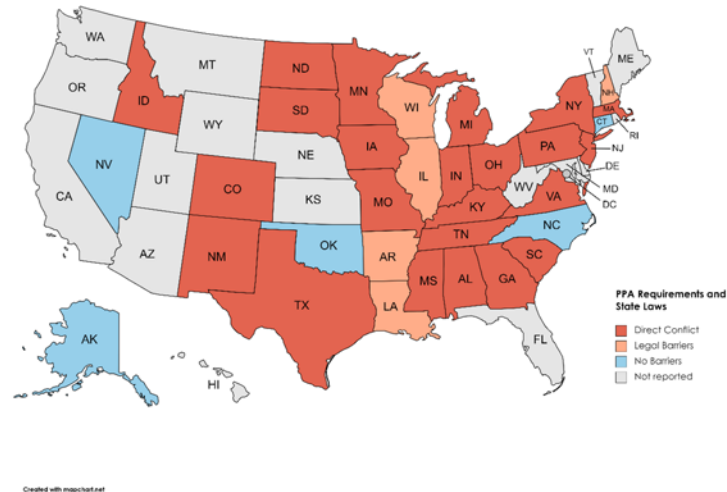 WA
MT
ND
MN
VT
ME
OR
ID
SD
WI
MI
NY
NH
MA
CT
RI
WY
IA
PA
NJ
NV
NE
IL
IN
OH
DE
UT
CO
KS
MO
KY
WV
VA
MD
DC
CA
AZ
NM
OK
AR
TN
NC
SC
TX
LA
MS
AL
GA
FL
AK
HI
PPA Requirements and
State Laws
Direct Conflict
Legal Barriers
No Barriers
Not reported
Created with mapchart.net